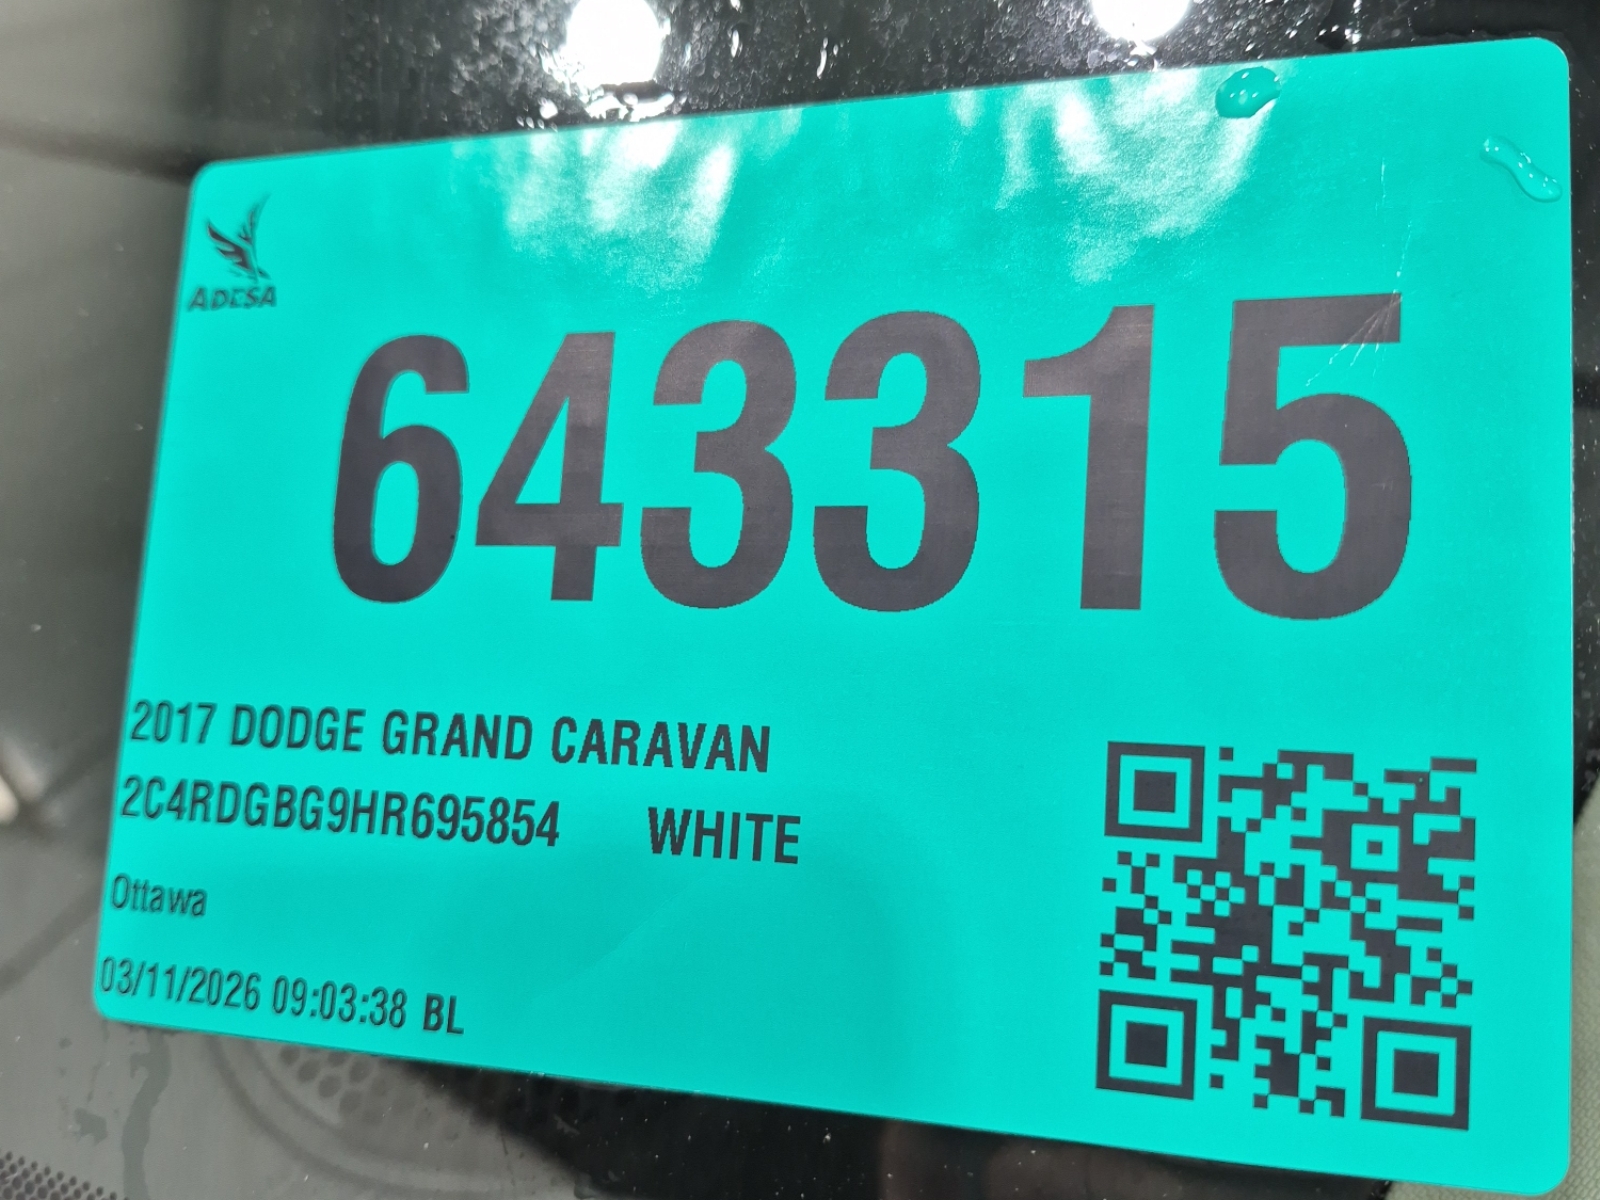 ADESA
643315
2017 DODGE GRAND CARAVAN
2C4RDGBG9HR695854 WHITE
Ottawa
03/11/2026 09:03:38 BL